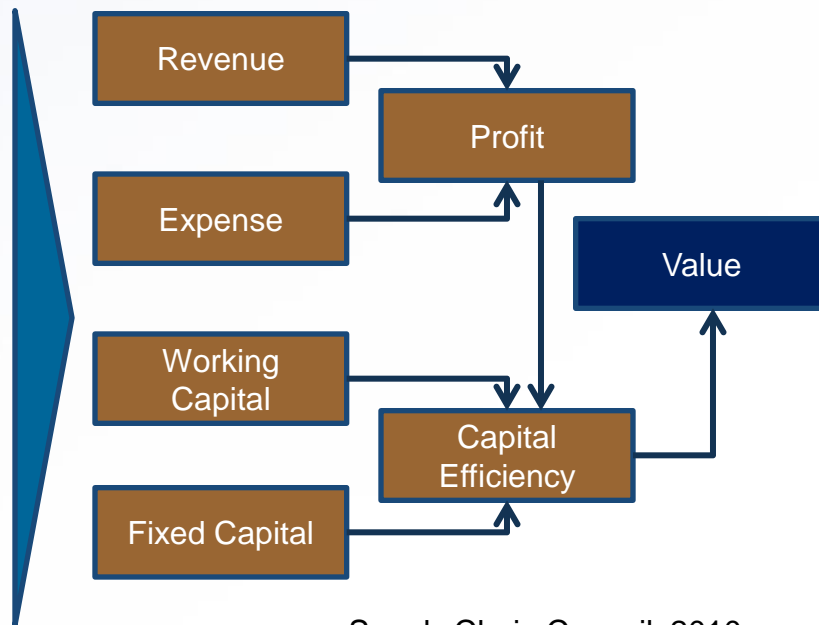 Revenue
Profit
Expense
Value
Working
Capital
Capital
Efficiency
Fixed Capital